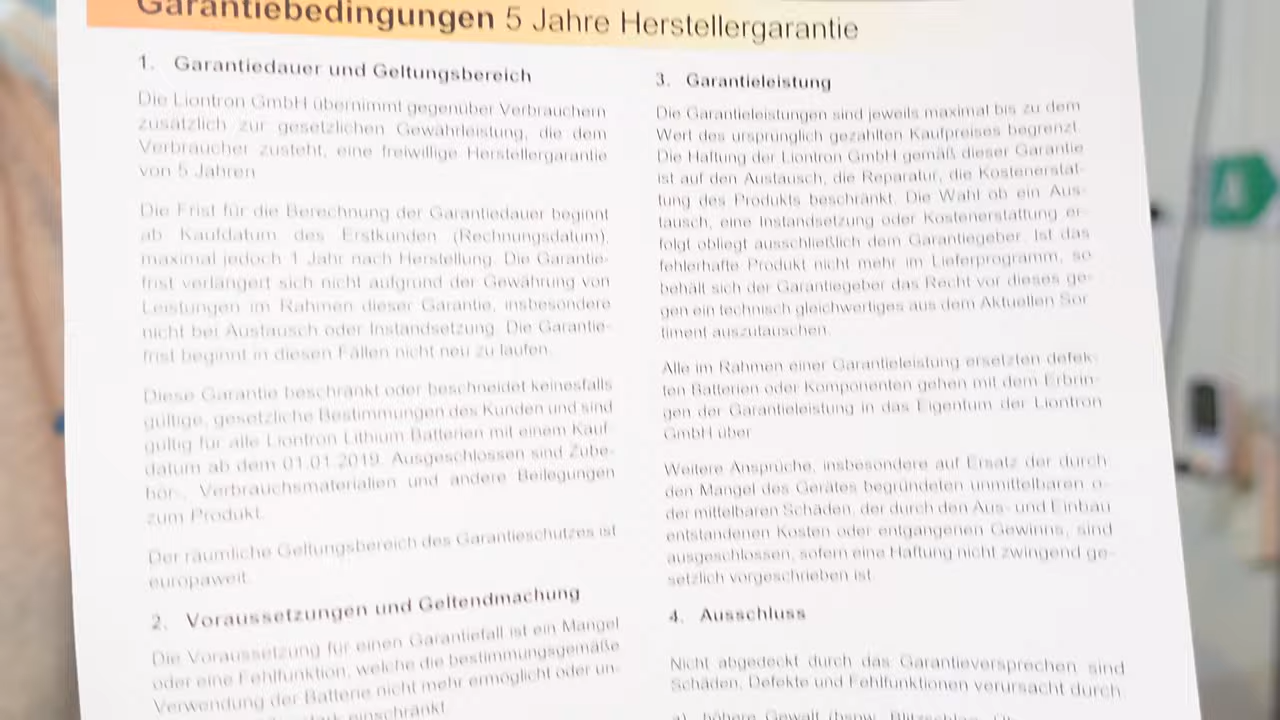 Garantiebedingungen 5 Jahre Herstellergarantie
1. Garantiedauer und Geltungsbereich
Die Liontron GmbH übernimmt gegenüber Verbrauchern
zusätzlich zur gesetzlichen Gewährleistung, die dem
Verbraucher zusteht, eine freiwillige Herstellergarantie
von 5 Jahren
Die Frist für die Berechnung der Garantiedauer beginnt
ab Kaufdatum des Erstkunden (Rechnungsdatum),
maximal jedoch 1 Jahr nach Herstellung. Die Garantie-
frist verlängert sich nicht aufgrund der Gewährung von
Leistungen im Rahmen dieser Garantie, insbesondere
nicht bei Austausch oder Instandsetzung. Die Garantie-
frist beginnt in diesen Fällen nicht neu zu laufen.
Diese Garantie beschränkt oder beschneidet keinesfalls
gültige, gesetzliche Bestimmungen des Kunden und sind
gültig für alle Liontron Lithium Batterien mit einem Kauf
datum ab dem 01.01.2019. Ausgeschlossen sind Zube-
hör-, Verbrauchsmaterialien und andere Beilegungen
zum Produkt.
Der räumliche Geltungsbereich des Garantieschutzes ist
europaweit.
2. Voraussetzungen und Geltendmachung
Die Voraussetzung für einen Garantiefall ist ein Mangel
oder eine Fehlfunktion, welche die bestimmungsgemäße
Verwendung der Batterie nicht mehr ermöglicht oder un-
einschränkt
3. Garantieleistung
Die Garantieleistungen sind jeweils maximal bis zu dem
Wert des ursprünglich gezahlten Kaufpreises begrenzt.
Die Haftung der Liontron GmbH gemäß dieser Garantie
ist auf den Austausch, die Reparatur, die Kostenerstat-
tung des Produkts beschränkt. Die Wahl ob ein Aus-
tausch, eine Instandsetzung oder Kostenerstattung er-
folgt obliegt ausschließlich dem Garantiegeber. Ist das
fehlerhafte Produkt nicht mehr im Lieferprogramm, so
behält sich der Garantiegeber das Recht vor dieses ge-
gen ein technisch gleichwertiges aus dem Aktuellen Sor
timent auszutauschen.
Alle im Rahmen einer Garantieleistung ersetzten defek-
ten Batterien oder Komponenten gehen mit dem Erbrin-
gen der Garantieleistung in das Eigentum der Liontron
GmbH über
Weitere Ansprüche, insbesondere auf Ersatz der durch
den Mangel des Gerätes begründeten unmittelbaren o-
der mittelbaren Schäden, der durch den Aus- und Einbau
entstandenen Kosten oder entgangenen Gewinns, sind
ausgeschlossen, sofern eine Haftung nicht zwingend ge-
setzlich vorgeschrieben ist.
4. Ausschluss
Nicht abgedeckt durch das Garantieversprechen sind
Schäden, Defekte und Fehlfunktionen verursacht durch
a) höhere Gewalt (bspw. Blitzschlag,